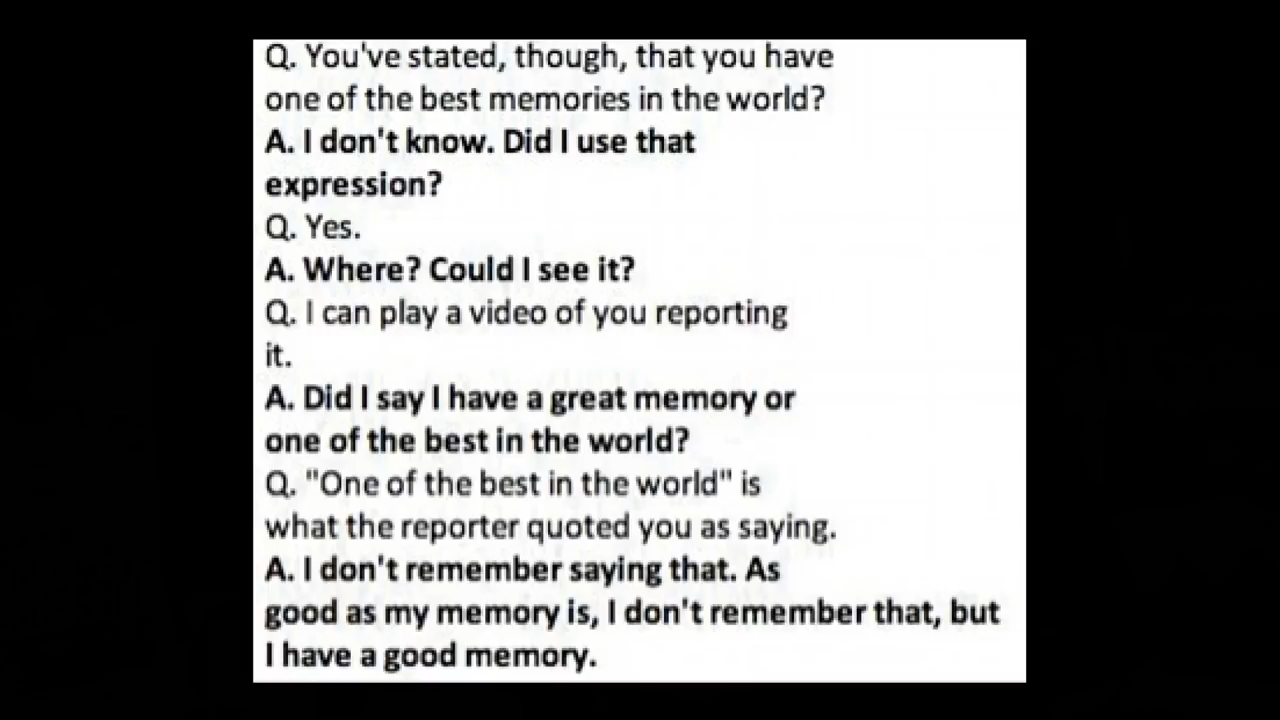 Q. You've stated, though, that you have
one of the best memories in the world?
A. I don't know. Did I use that
expression?
Q. Yes.
A. Where? Could I see it?
Q. I can play a video of you reporting
it.
A. Did I say I have a great memory or
one of the best in the world?
Q. "One of the best in the world" is
what the reporter quoted you as saying.
A. I don't remember saying that. As
good as my memory is, I don't remember that, but
I have a good memory.